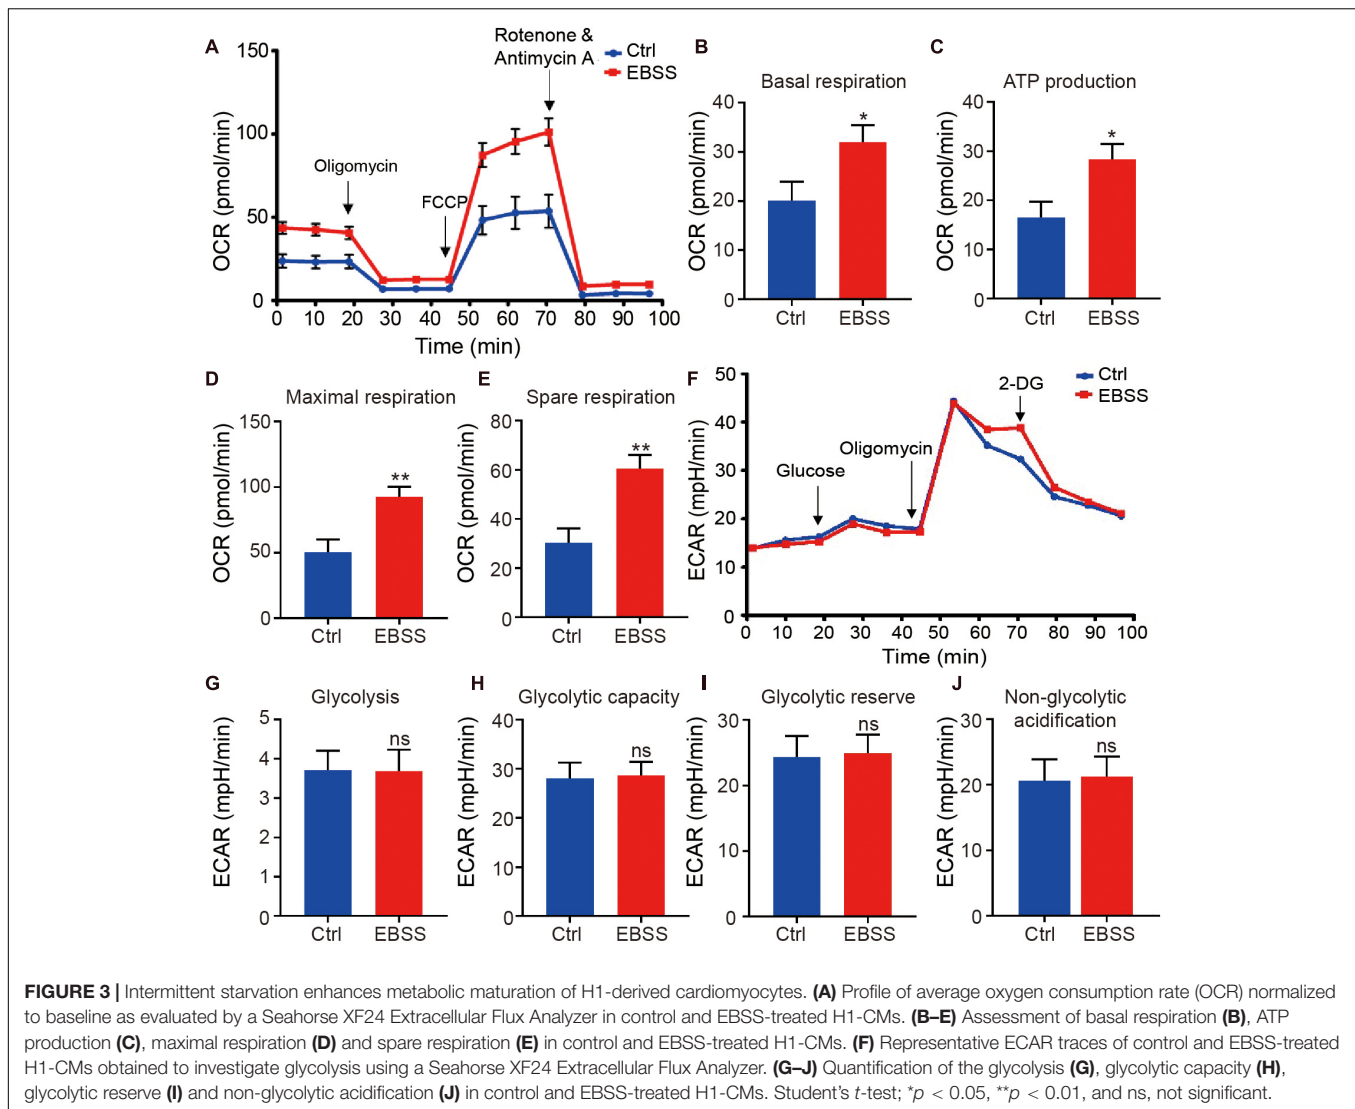 A
150
100
50
0
OCR (pmol/min)
0 10 20 30 40 50 60 70 80 90 100
Time (min)
Oligomycin
FCCP
Rotenone &
Antimycin A
Ctrl
EBSS
B
Basal respiration
OCR (pmol/min)
40
30
20
10
0
*
Ctrl EBSS
C
ATP production
OCR (pmol/min)
40
30
20
10
0
*
Ctrl EBSS
D
Maximal respiration
OCR (pmol/min)
150
100
50
0
**
Ctrl EBSS
E
Spare respiration
OCR (pmol/min)
80
60
40
20
0
**
Ctrl EBSS
F
ECAR (mpH/min)
50
40
30
20
10
0
0 10 20 30 40 50 60 70 80 90 100
Time (min)
Glucose
Oligomycin
2-DG
Ctrl
EBSS
G
Glycolysis
ECAR (mpH/min)
5
4
3
2
1
0
ns
Ctrl EBSS
H
Glycolytic capacity
ECAR (mpH/min)
40
30
20
10
0
ns
Ctrl EBSS
I
Glycolytic reserve
ECAR (mpH/min)
30
20
10
0
ns
Ctrl EBSS
J
Non-glycolytic
acidification
ECAR (mpH/min)
30
20
10
0
ns
Ctrl EBSS
FIGURE 3 | Intermittent starvation enhances metabolic maturation of H1-derived cardiomyocytes. (A) Profile of average oxygen consumption rate (OCR) normalized
to baseline as evaluated by a Seahorse XF24 Extracellular Flux Analyzer in control and EBSS-treated H1-CMs. (B–E) Assessment of basal respiration (B), ATP
production (C), maximal respiration (D) and spare respiration (E) in control and EBSS-treated H1-CMs. (F) Representative ECAR traces of control and EBSS-treated
H1-CMs obtained to investigate glycolysis using a Seahorse XF24 Extracellular Flux Analyzer. (G–J) Quantification of the glycolysis (G), glycolytic capacity (H),
glycolytic reserve (I) and non-glycolytic acidification (J) in control and EBSS-treated H1-CMs. Student's t-test; *p < 0.05, **p < 0.01, and ns, not significant.